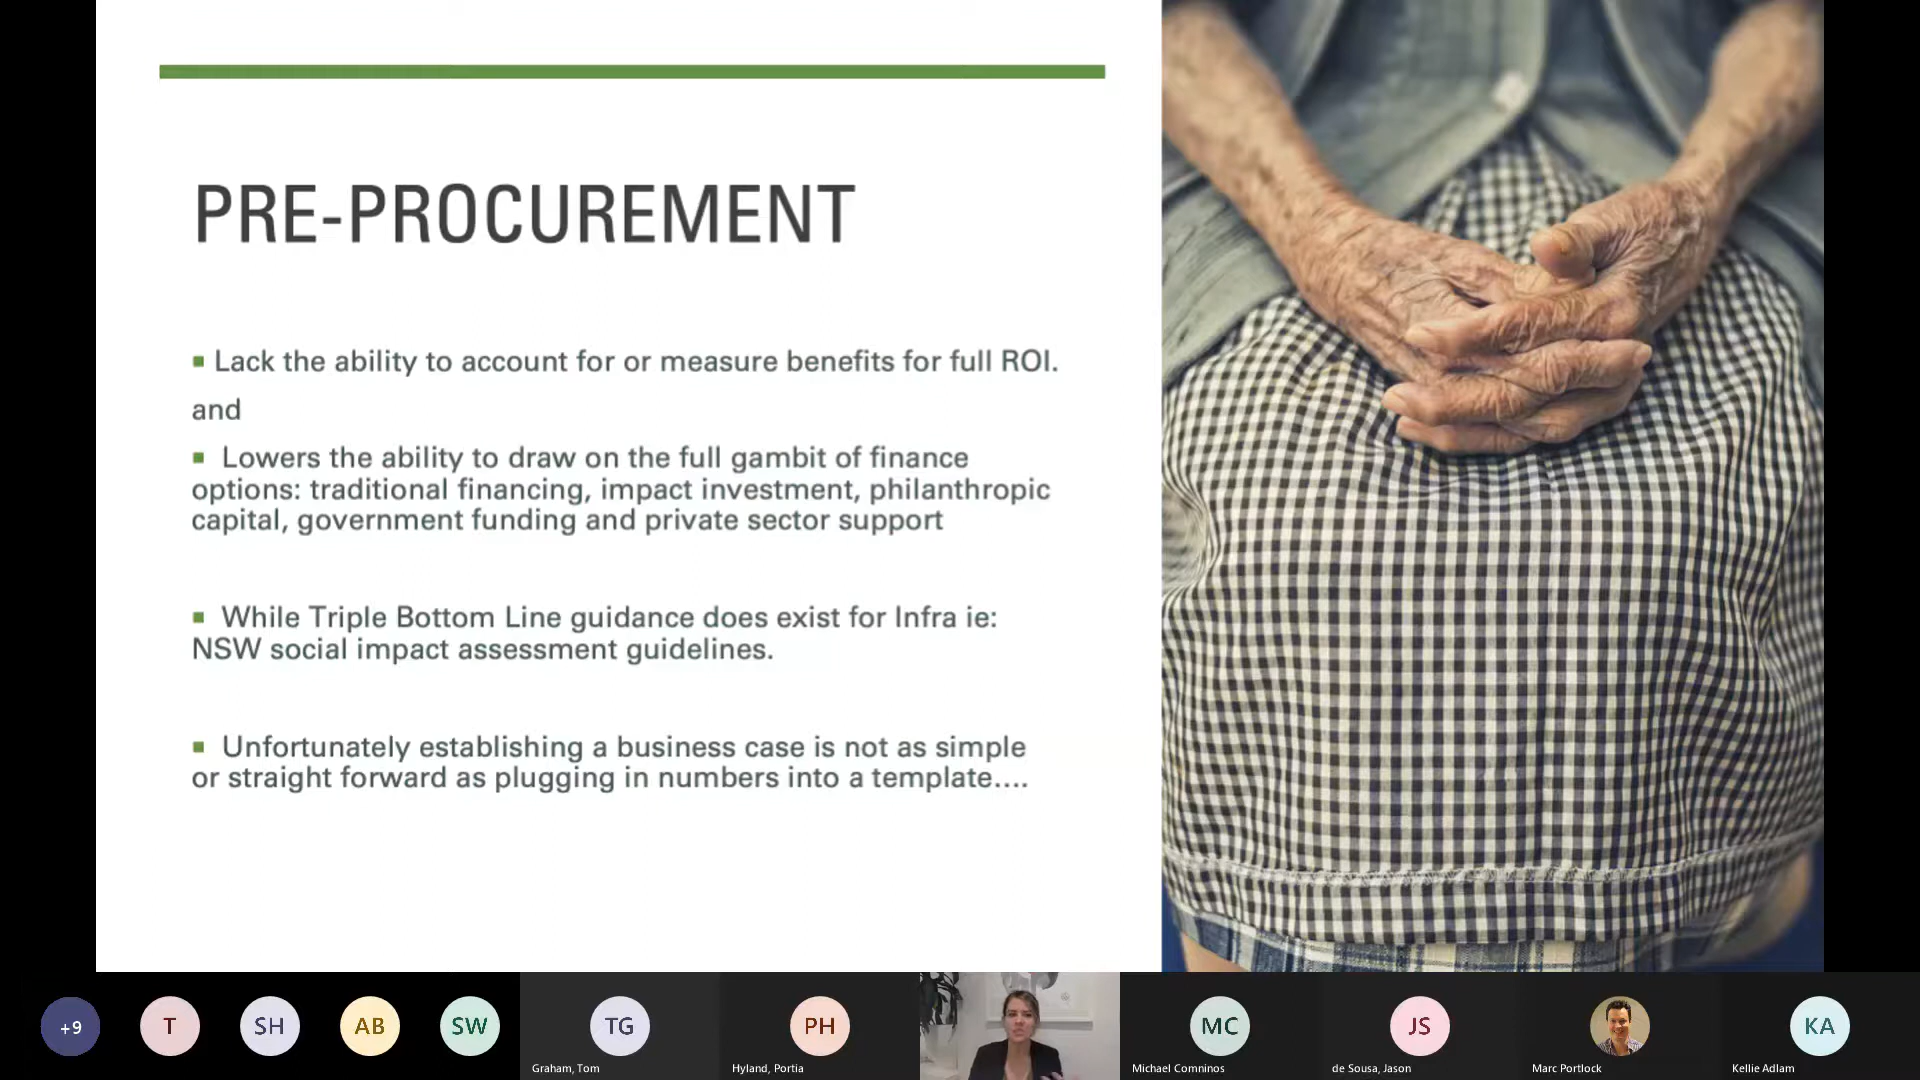 PRE-PROCUREMENT
▪ Lack the ability to account for or measure benefits for full ROI.
and
▪ Lowers the ability to draw on the full gambit of finance
options: traditional financing, impact investment, philanthropic
capital, government funding and private sector support
▪ While Triple Bottom Line guidance does exist for Infra ie:
NSW social impact assessment guidelines.
▪ Unfortunately establishing a business case is not as simple
or straight forward as plugging in numbers into a template....
+9
T
SH
AB
SW
TG
PH
MC
JS
KA
Graham, Tom
Hyland, Portia
Michael Comninos
de Sousa, Jason
Marc Portlock
Kellie Adlam